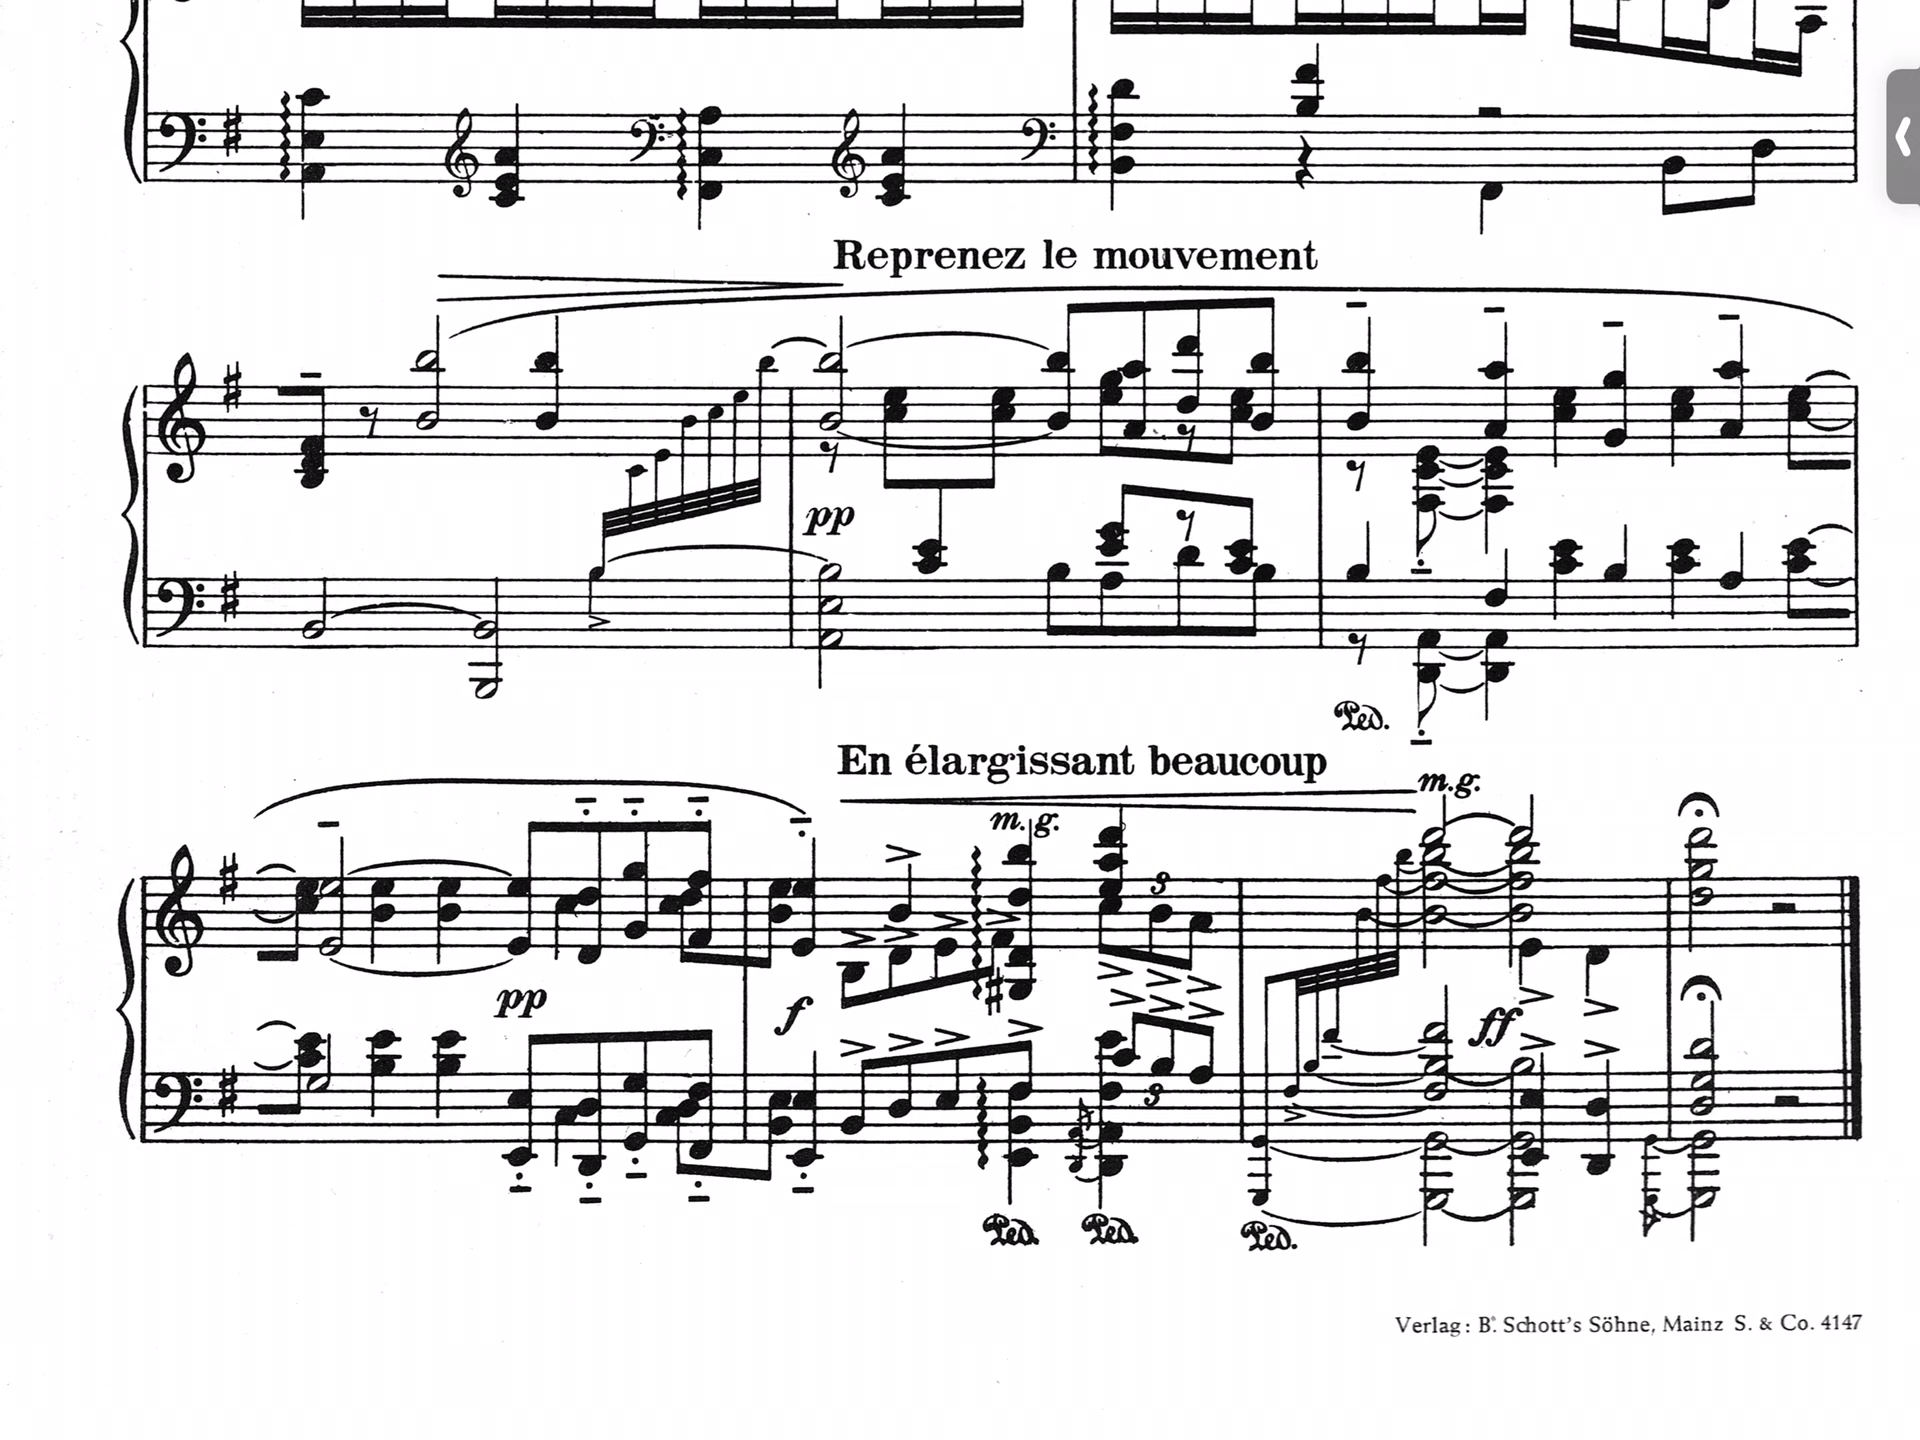 Reprenez le mouvement
pp
Ped.
En élargissant beaucoup
m.g.
m.g.
3
pp
f
ff
3
Ped.
Ped.
Ped.
Verlag: B. Schott's Söhne, Mainz S. & Co. 4147